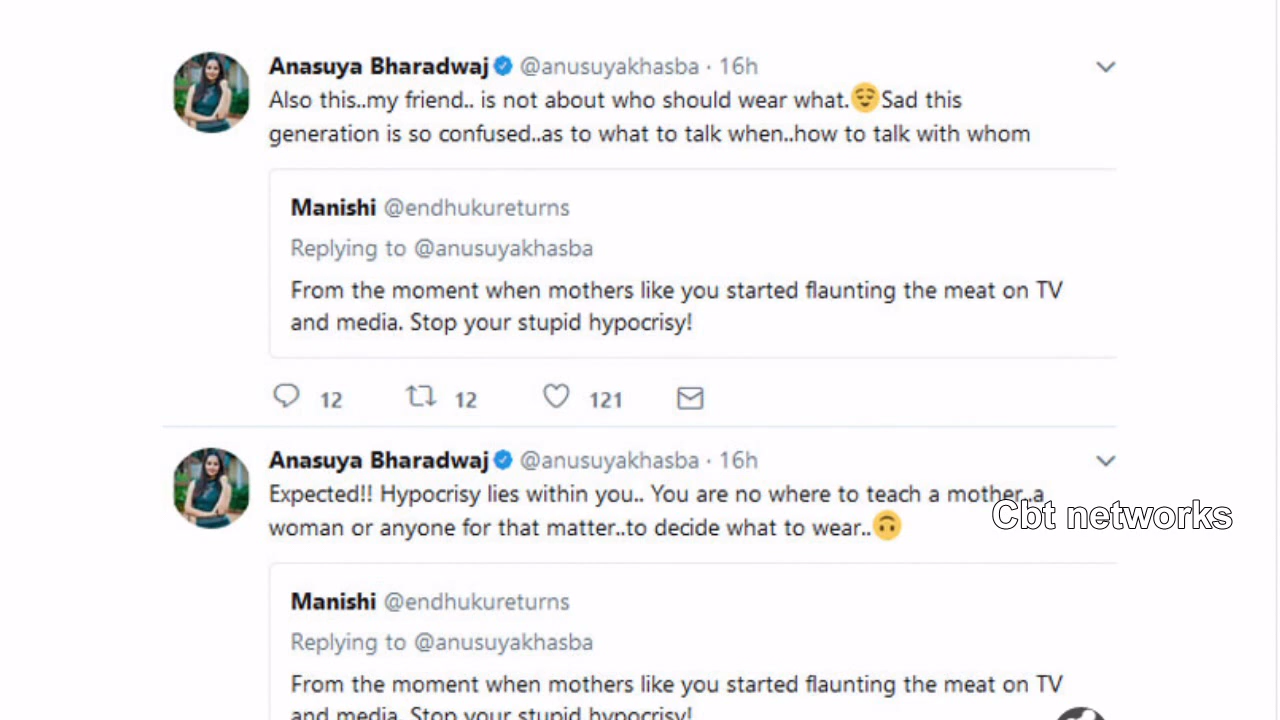 Anasuya Bharadwaj @anusuyakhasba · 16h
Also this..my friend.. is not about who should wear what.😌Sad this
generation is so confused..as to what to talk when..how to talk with whom
Manishi @endhukureturns
Replying to @anusuyakhasba
From the moment when mothers like you started flaunting the meat on TV
and media. Stop your stupid hypocrisy!
12 12 121
Anasuya Bharadwaj @anusuyakhasba · 16h
Expected!! Hypocrisy lies within you.. You are no where to teach a mother..a
woman or anyone for that matter..to decide what to wear..🙃
Cbt networks
Manishi @endhukureturns
Replying to @anusuyakhasba
From the moment when mothers like you started flaunting the meat on TV
and media. Stop your stupid hypocrisy!